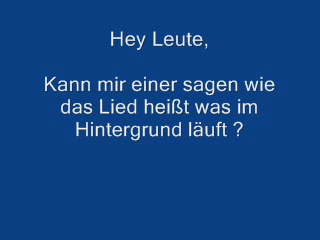 Hey Leute,
Kann mir einer sagen wie
das Lied heißt was im
Hintergrund läuft ?